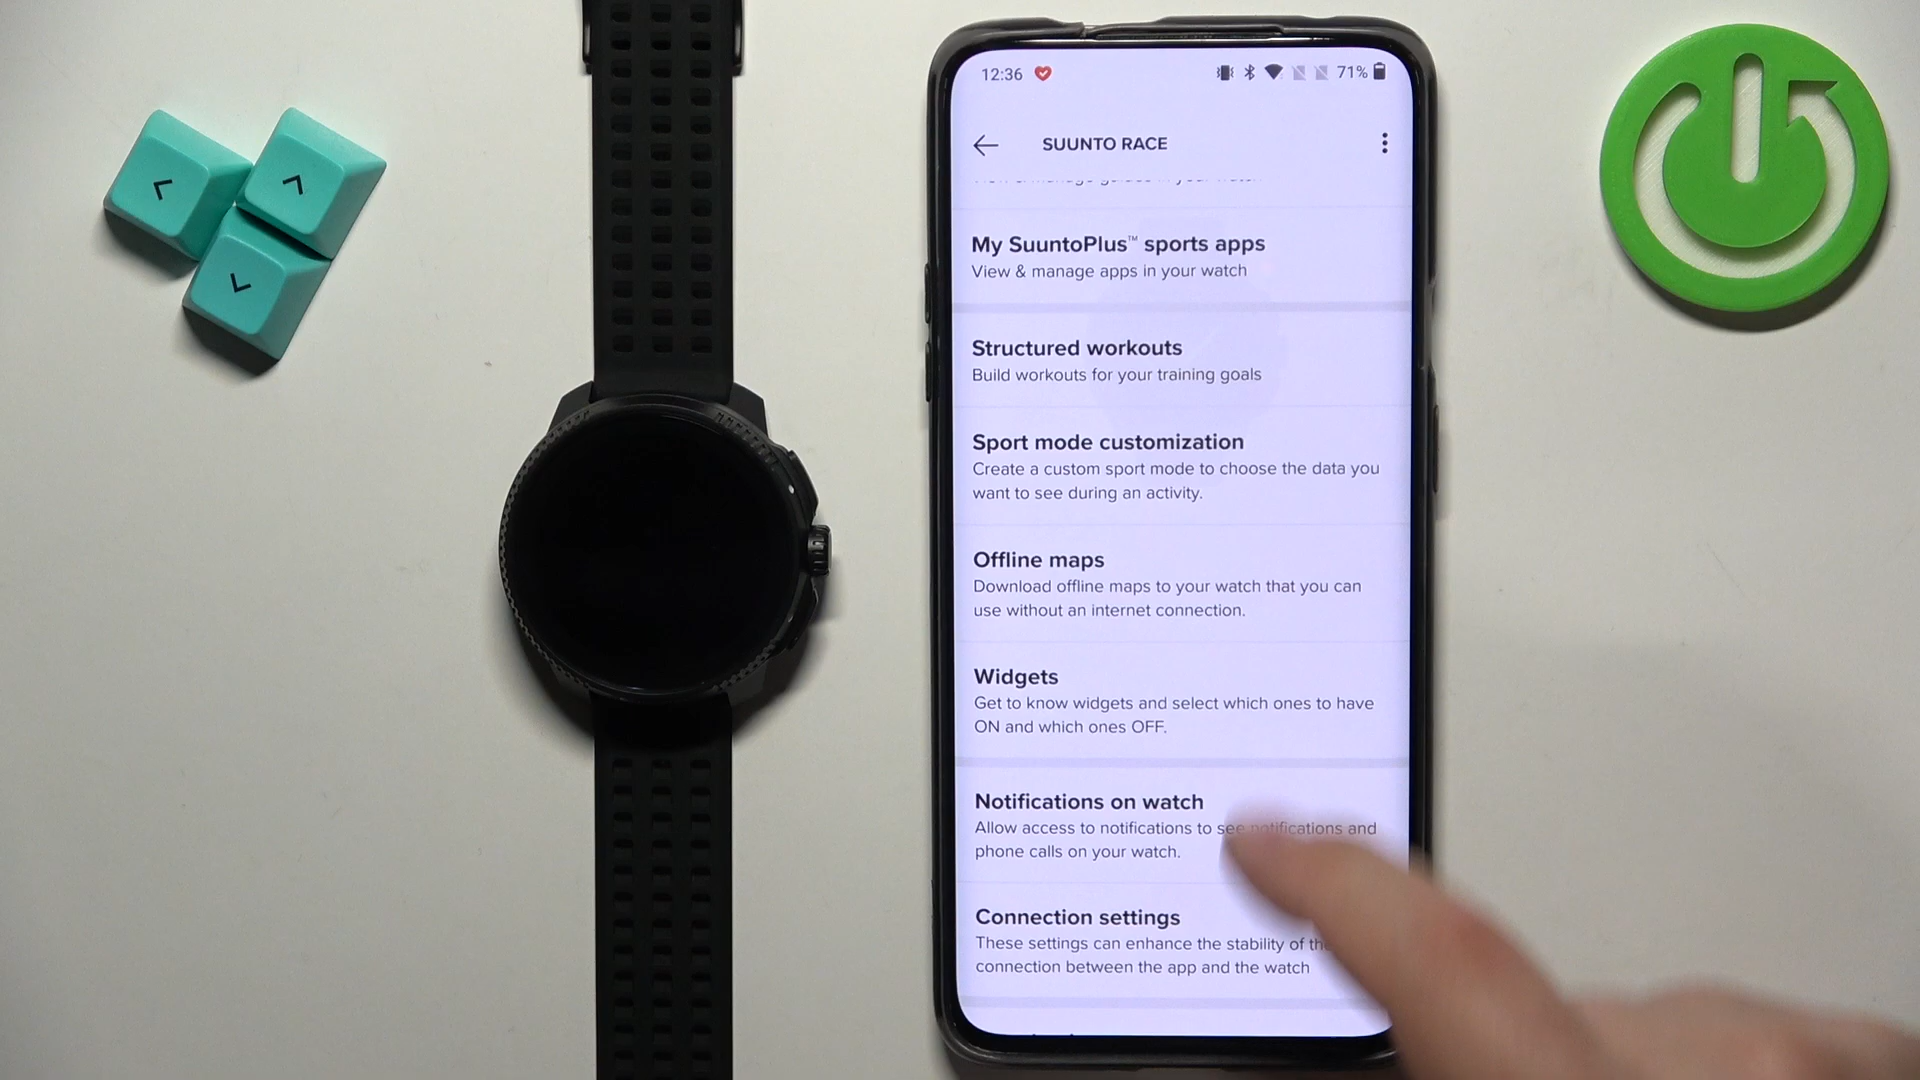 12:36
71%
SUUNTO RACE
My SuuntoPlus™ sports apps
View & manage apps in your watch
Structured workouts
Build workouts for your training goals
Sport mode customization
Create a custom sport mode to choose the data you
want to see during an activity.
Offline maps
Download offline maps to your watch that you can
use without an internet connection.
Widgets
Get to know widgets and select which ones to have
ON and which ones OFF.
Notifications on watch
Allow access to notifications to see notifications and
phone calls on your watch.
Connection settings
These settings can enhance the stability of the
connection between the app and the watch